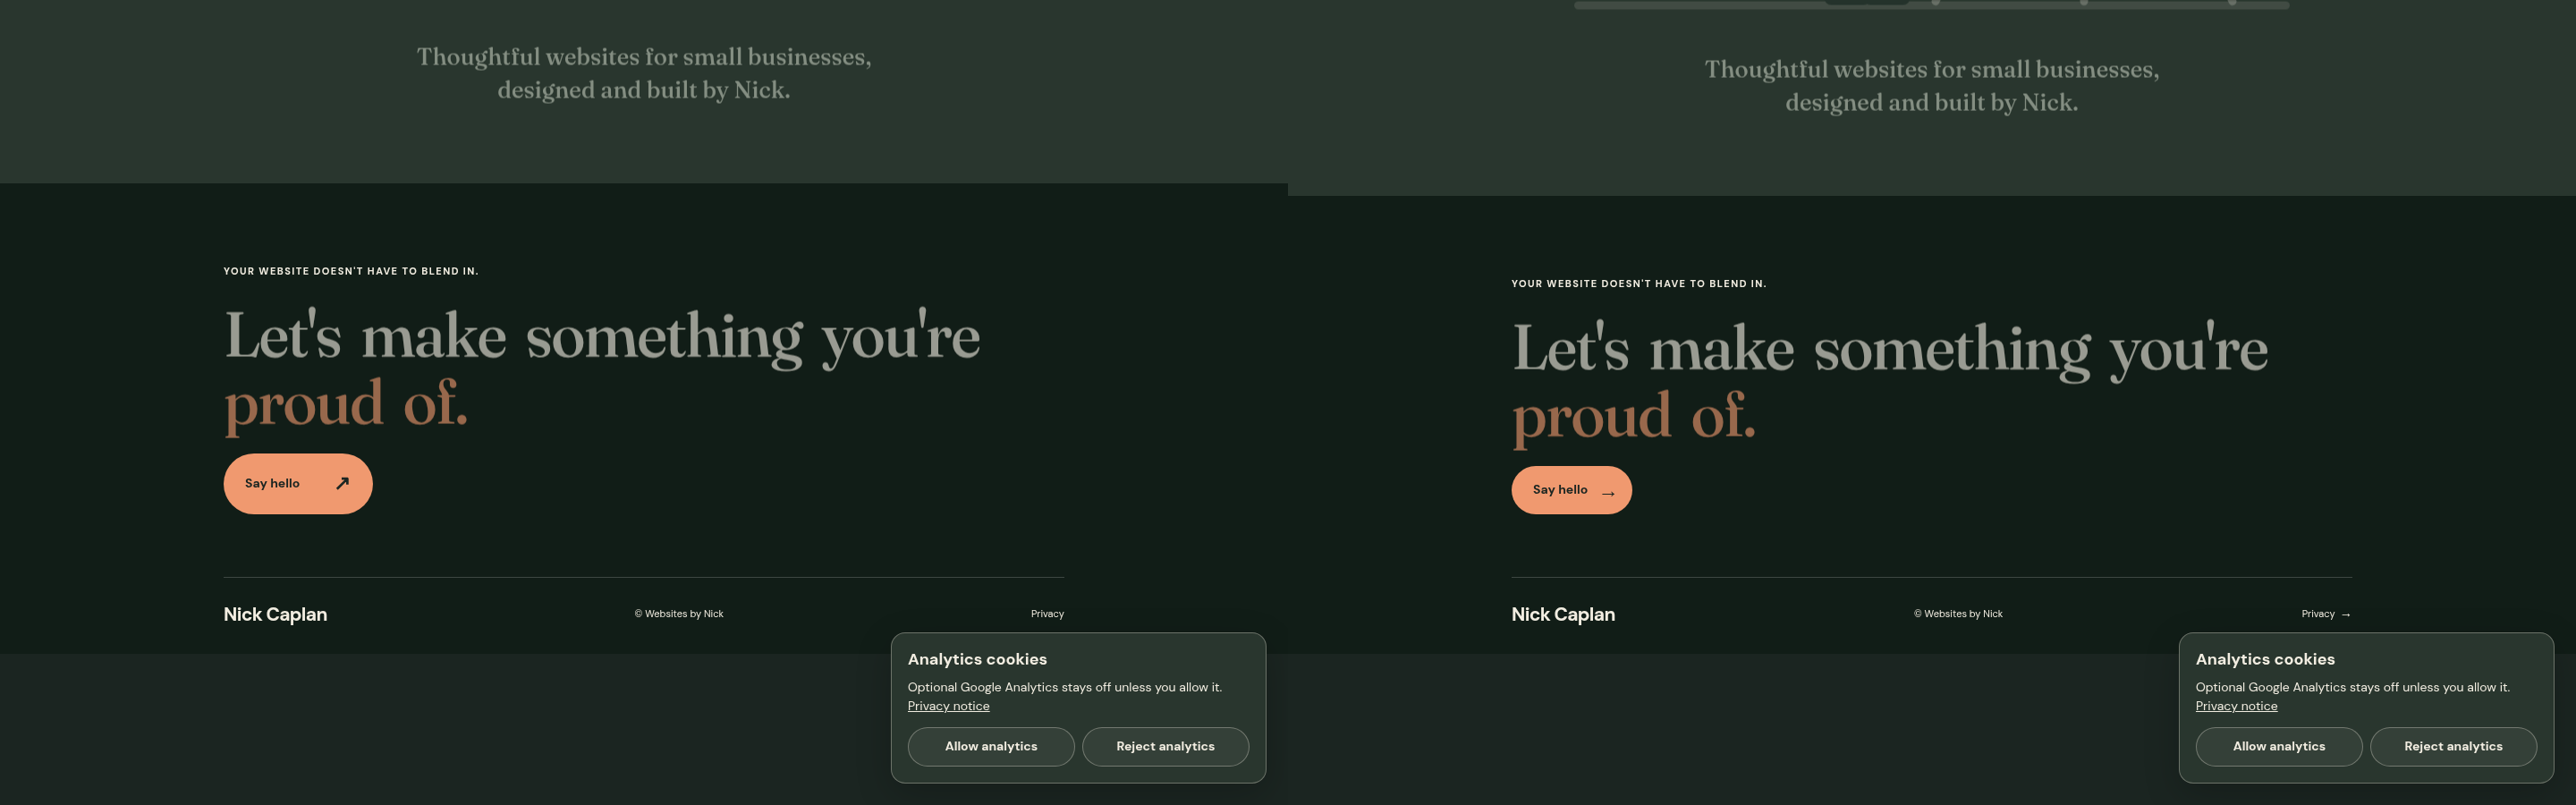 Thoughtful websites for small businesses,
designed and built by Nick.
YOUR WEBSITE DOESN'T HAVE TO BLEND IN.
Let's make something you're
proud of.
Say hello ↗
Nick Caplan
© Websites by Nick
Privacy
Analytics cookies
Optional Google Analytics stays off unless you allow it.
Privacy notice
Allow analytics
Reject analytics
Thoughtful websites for small businesses,
designed and built by Nick.
YOUR WEBSITE DOESN'T HAVE TO BLEND IN.
Let's make something you're
proud of.
Say hello →
Nick Caplan
© Websites by Nick
Privacy →
Analytics cookies
Optional Google Analytics stays off unless you allow it.
Privacy notice
Allow analytics
Reject analytics